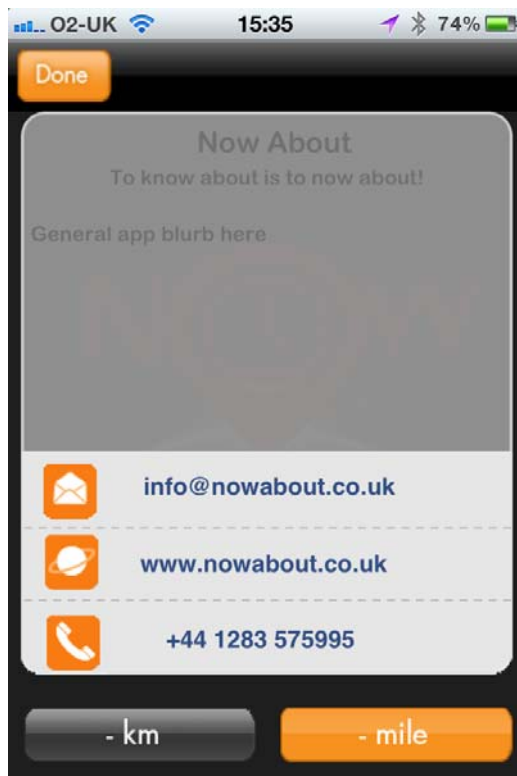 O2-UK 15:35 74%
Done
Now About
To know about is to now about!
General app blurb here
NOW
info@nowabout.co.uk
www.nowabout.co.uk
+44 1283 575995
- km - mile